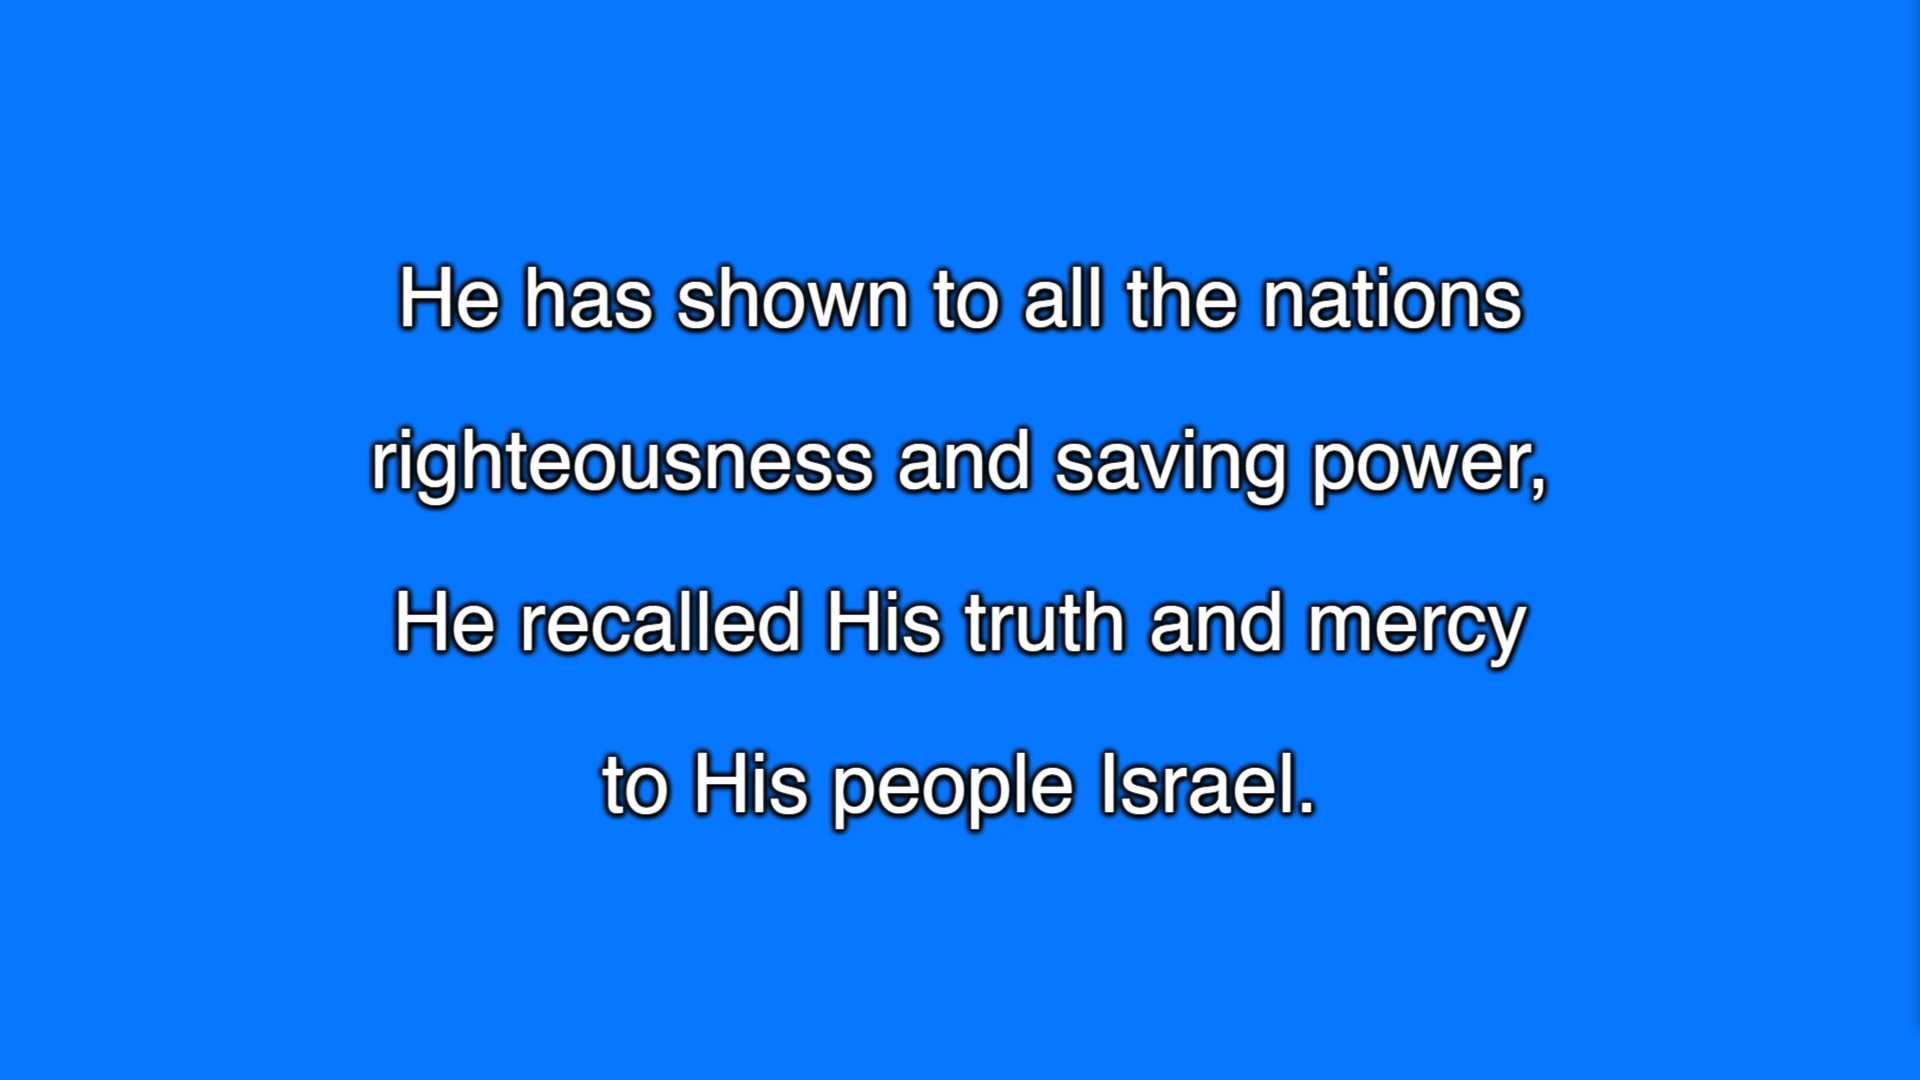 He has shown to all the nations
righteousness and saving power,
He recalled His truth and mercy
to His people Israel.